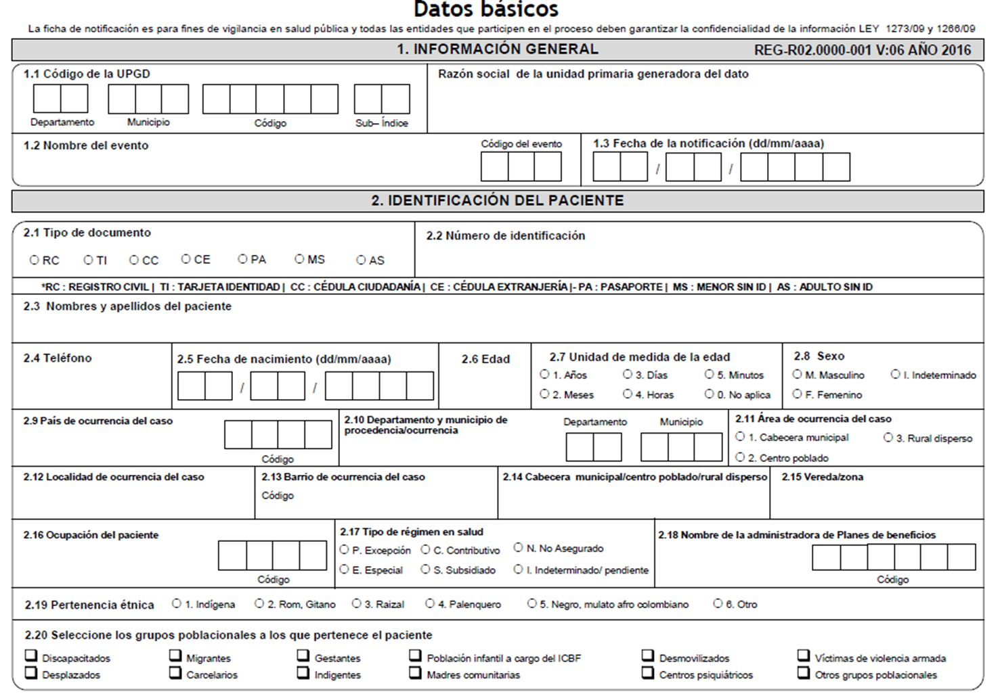 Datos básicos
La ficha de notificación es para fines de vigilancia en salud pública y todas las entidades que participen en el proceso deben garantizar la confidencialidad de la información LEY 1273/09 y 1266/09
1. INFORMACIÓN GENERAL REG-R02.0000-001 V:06 AÑO 2016
1.1 Código de la UPGD
Razón social de la unidad primaria generadora del dato
Departamento Municipio Código Sub– Índice
1.2 Nombre del evento
Código del evento
1.3 Fecha de la notificación (dd/mm/aaaa)
/ /
2. IDENTIFICACIÓN DEL PACIENTE
2.1 Tipo de documento
2.2 Número de identificación
RC TI CC CE PA MS AS
*RC : REGISTRO CIVIL | TI : TARJETA IDENTIDAD | CC : CÉDULA CIUDADANÍA | CE : CÉDULA EXTRANJERÍA |- PA : PASAPORTE | MS : MENOR SIN ID | AS : ADULTO SIN ID
2.3 Nombres y apellidos del paciente
2.4 Teléfono
2.5 Fecha de nacimiento (dd/mm/aaaa)
/ /
2.6 Edad
2.7 Unidad de medida de la edad
1. Años 3. Días 5. Minutos
2. Meses 4. Horas 0. No aplica
2.8 Sexo
M. Masculino I. Indeterminado
F. Femenino
2.9 País de ocurrencia del caso
Código
2.10 Departamento y municipio de
procedencia/ocurrencia
Departamento Municipio
2.11 Área de ocurrencia del caso
1. Cabecera municipal 3. Rural disperso
2. Centro poblado
2.12 Localidad de ocurrencia del caso
2.13 Barrio de ocurrencia del caso
Código
2.14 Cabecera municipal/centro poblado/rural disperso
2.15 Vereda/zona
2.16 Ocupación del paciente
Código
2.17 Tipo de régimen en salud
P. Excepción C. Contributivo N. No Asegurado
E. Especial S. Subsidiado I. Indeterminado/ pendiente
2.18 Nombre de la administradora de Planes de beneficios
Código
2.19 Pertenencia étnica 1. Indígena 2. Rom, Gitano 3. Raizal 4. Palenquero 5. Negro, mulato afro colombiano 6. Otro
2.20 Seleccione los grupos poblacionales a los que pertenece el paciente
Discapacitados Migrantes Gestantes Población infantil a cargo del ICBF Desmovilizados Víctimas de violencia armada
Desplazados Carcelarios Indigentes Madres comunitarias Centros psiquiátricos Otros grupos poblacionales